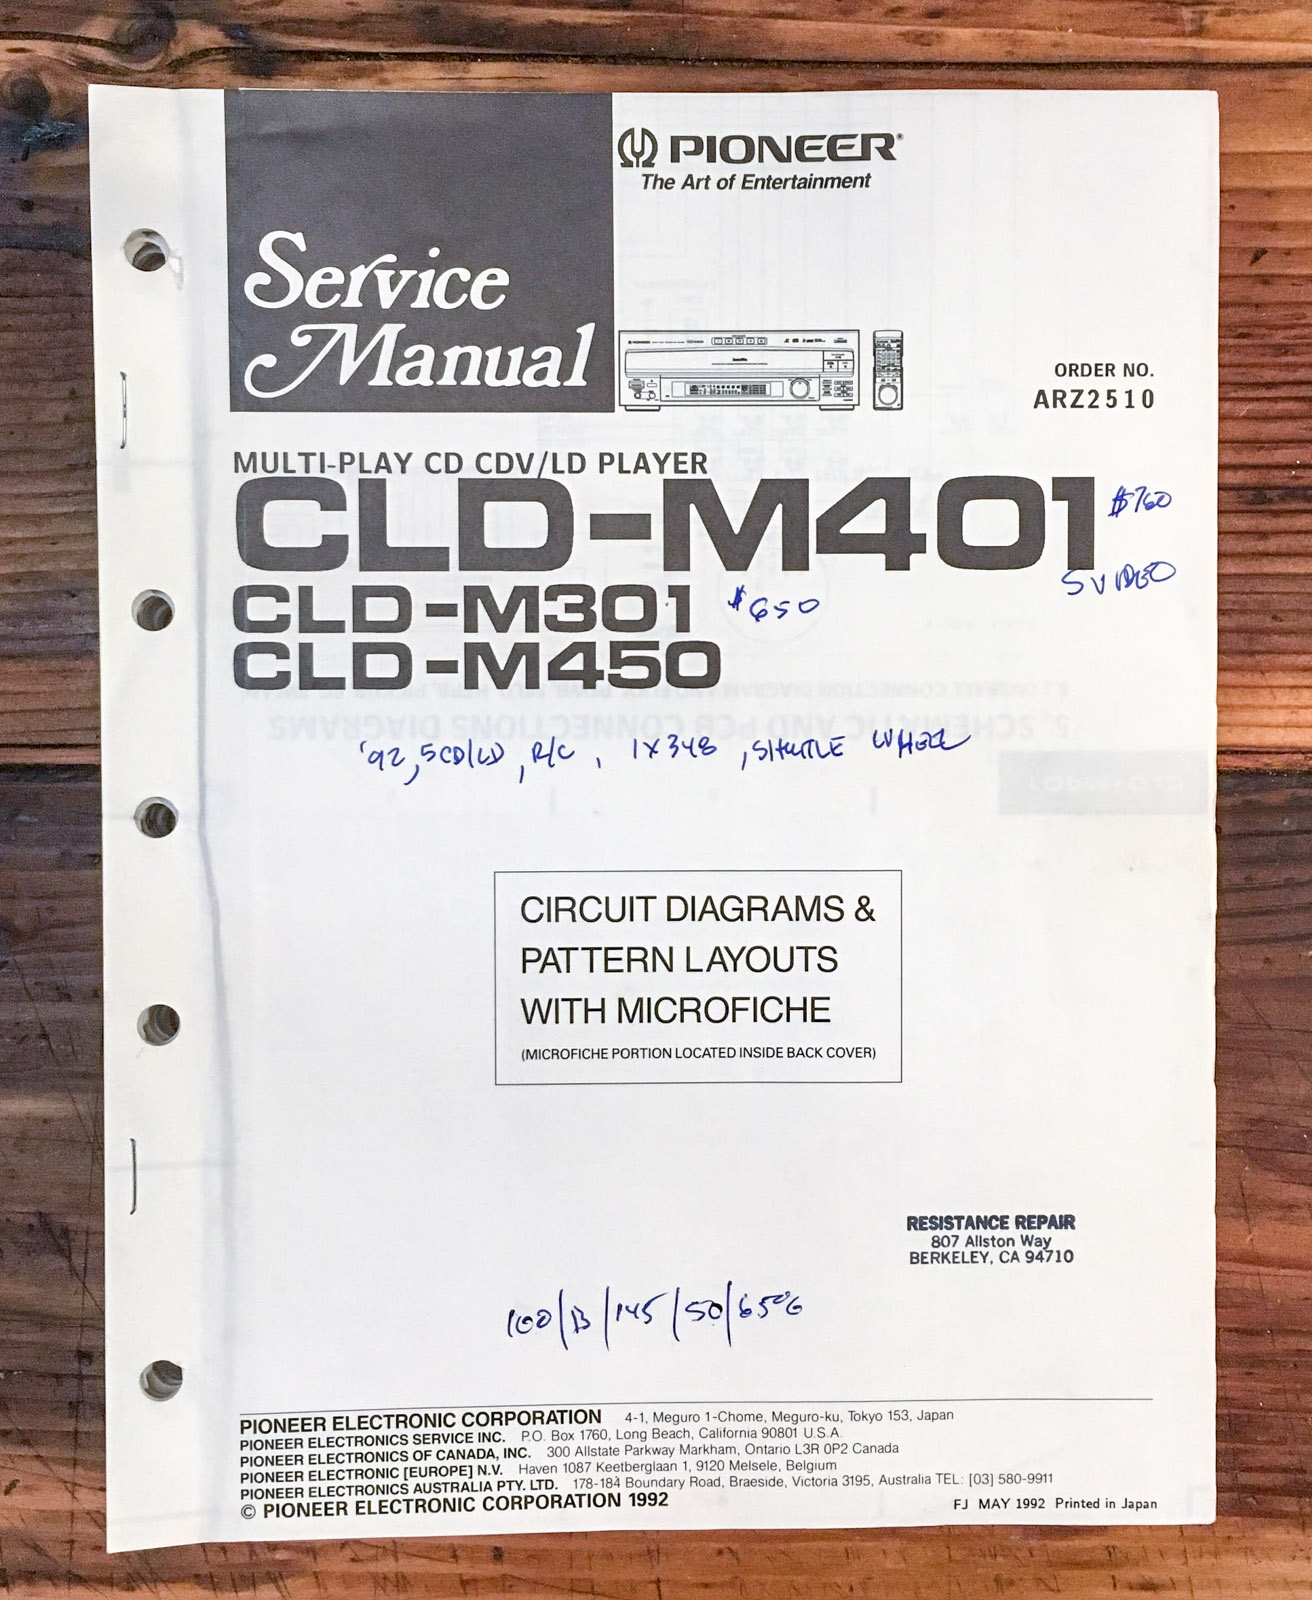 PIONEER®
The Art of Entertainment
Service
Manual
ORDER NO.
ARZ2510
MULTI-PLAY CD CDV/LD PLAYER
CLD-M401
$760
S VIDEO
CLD-M301
$650
CLD-M450
'92, 5CD/LD, R/C, 1X348, SHUTTLE WHEEL
CIRCUIT DIAGRAMS &
PATTERN LAYOUTS
WITH MICROFICHE
(MICROFICHE PORTION LOCATED INSIDE BACK COVER)
RESISTANCE REPAIR
807 Allston Way
BERKELEY, CA 94710
100/B/145/50/65
PIONEER ELECTRONIC CORPORATION 4-1, Meguro 1-Chome, Meguro-ku, Tokyo 153, Japan
PIONEER ELECTRONICS SERVICE INC. P.O. Box 1760, Long Beach, California 90801 U.S.A.
PIONEER ELECTRONICS OF CANADA, INC. 300 Allstate Parkway Markham, Ontario L3R 0P2 Canada
PIONEER ELECTRONIC [EUROPE] N.V. Haven 1087 Keetberglaan 1, 9120 Melsele, Belgium
PIONEER ELECTRONICS AUSTRALIA PTY. LTD. 178-184 Boundary Road, Braeside, Victoria 3195, Australia TEL: [03] 580-9911
© PIONEER ELECTRONIC CORPORATION 1992
FJ MAY 1992 Printed in Japan